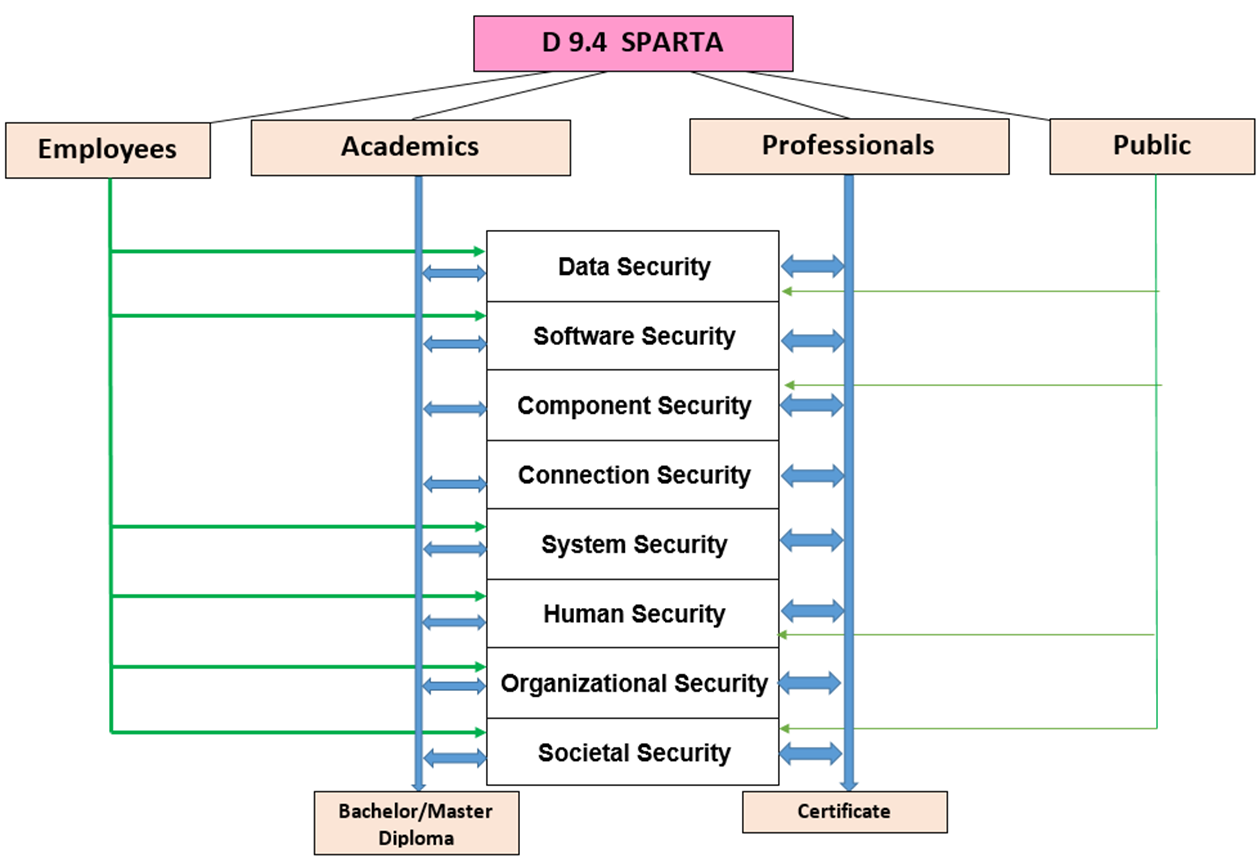 D 9.4 SPARTA
Employees
Academics
Professionals
Public
Data Security
Software Security
Component Security
Connection Security
System Security
Human Security
Organizational Security
Societal Security
Bachelor/Master
Diploma
Certificate